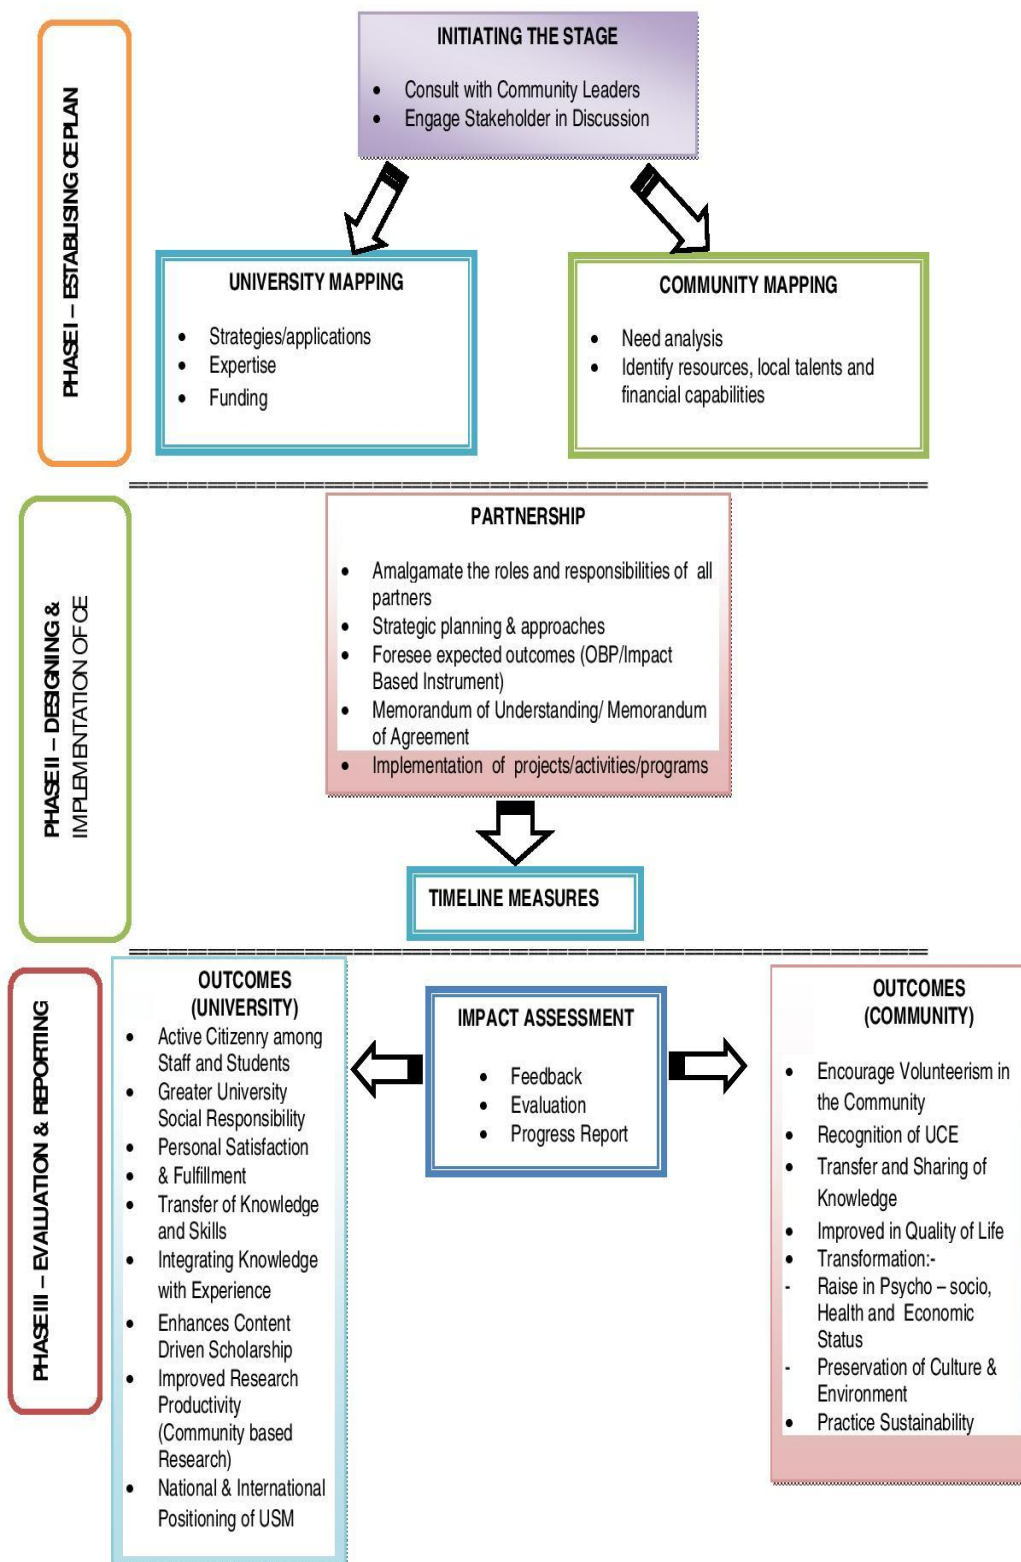 PHASE I – ESTABLISING CE PLAN
INITIATING THE STAGE
• Consult with Community Leaders
• Engage Stakeholder in Discussion
UNIVERSITY MAPPING
• Strategies/applications
• Expertise
• Funding
COMMUNITY MAPPING
• Need analysis
• Identify resources, local talents and
financial capabilities
PHASE II – DESIGNING &
IMPLEMENTATION OF CE
PARTNERSHIP
• Amalgamate the roles and responsibilities of all
partners
• Strategic planning & approaches
• Foresee expected outcomes (OBP/Impact
Based Instrument)
• Memorandum of Understanding/ Memorandum
of Agreement
• Implementation of projects/activities/programs
TIMELINE MEASURES
PHASE III – EVALUATION & REPORTING
OUTCOMES
(UNIVERSITY)
• Active Citizenry among
Staff and Students
• Greater University
Social Responsibility
• Personal Satisfaction
• & Fulfillment
• Transfer of Knowledge
and Skills
• Integrating Knowledge
with Experience
• Enhances Content
Driven Scholarship
• Improved Research
Productivity
(Community based
Research)
• National & International
Positioning of USM
IMPACT ASSESSMENT
• Feedback
• Evaluation
• Progress Report
OUTCOMES
(COMMUNITY)
• Encourage Volunteerism in
the Community
• Recognition of UCE
• Transfer and Sharing of
Knowledge
• Improved in Quality of Life
• Transformation:-
- Raise in Psycho – socio,
Health and Economic
Status
- Preservation of Culture &
Environment
• Practice Sustainability